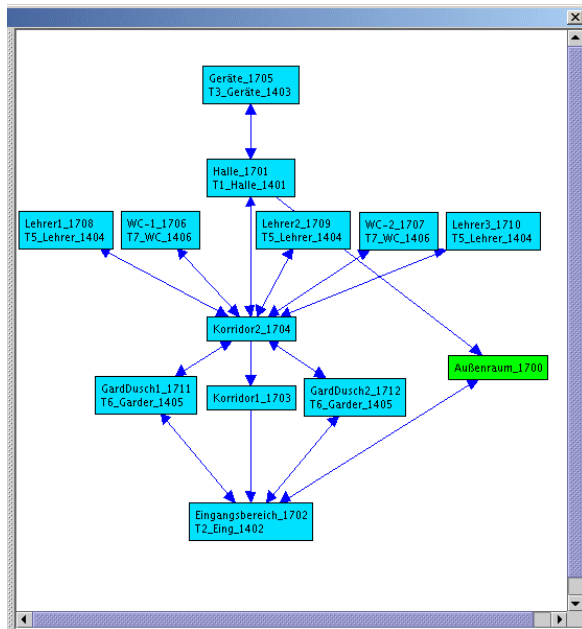 Geräte_1705
T3_Geräte_1403
Halle_1701
T1_Halle_1401
Lehrer1_1708
T5_Lehrer_1404
WC-1_1706
T7_WC_1406
Lehrer2_1709
T5_Lehrer_1404
WC-2_1707
T7_WC_1406
Lehrer3_1710
T5_Lehrer_1404
Korridor2_1704
Außenraum_1700
GardDusch1_1711
T6_Garder_1405
Korridor1_1703
GardDusch2_1712
T6_Garder_1405
Eingangsbereich_1702
T2_Eing_1402